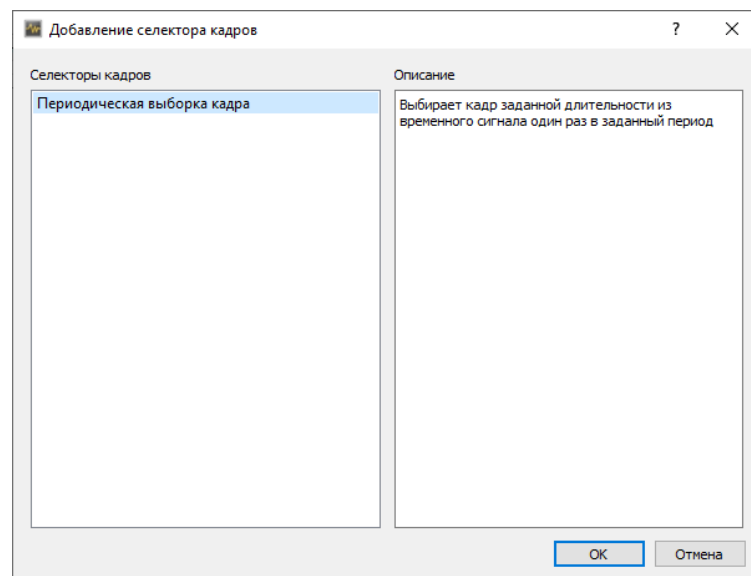 Добавление селектора кадров
?
Селекторы кадров
Описание
Периодическая выборка кадра
Выбирает кадр заданной длительности из
временного сигнала один раз в заданный период
OK
Отмена